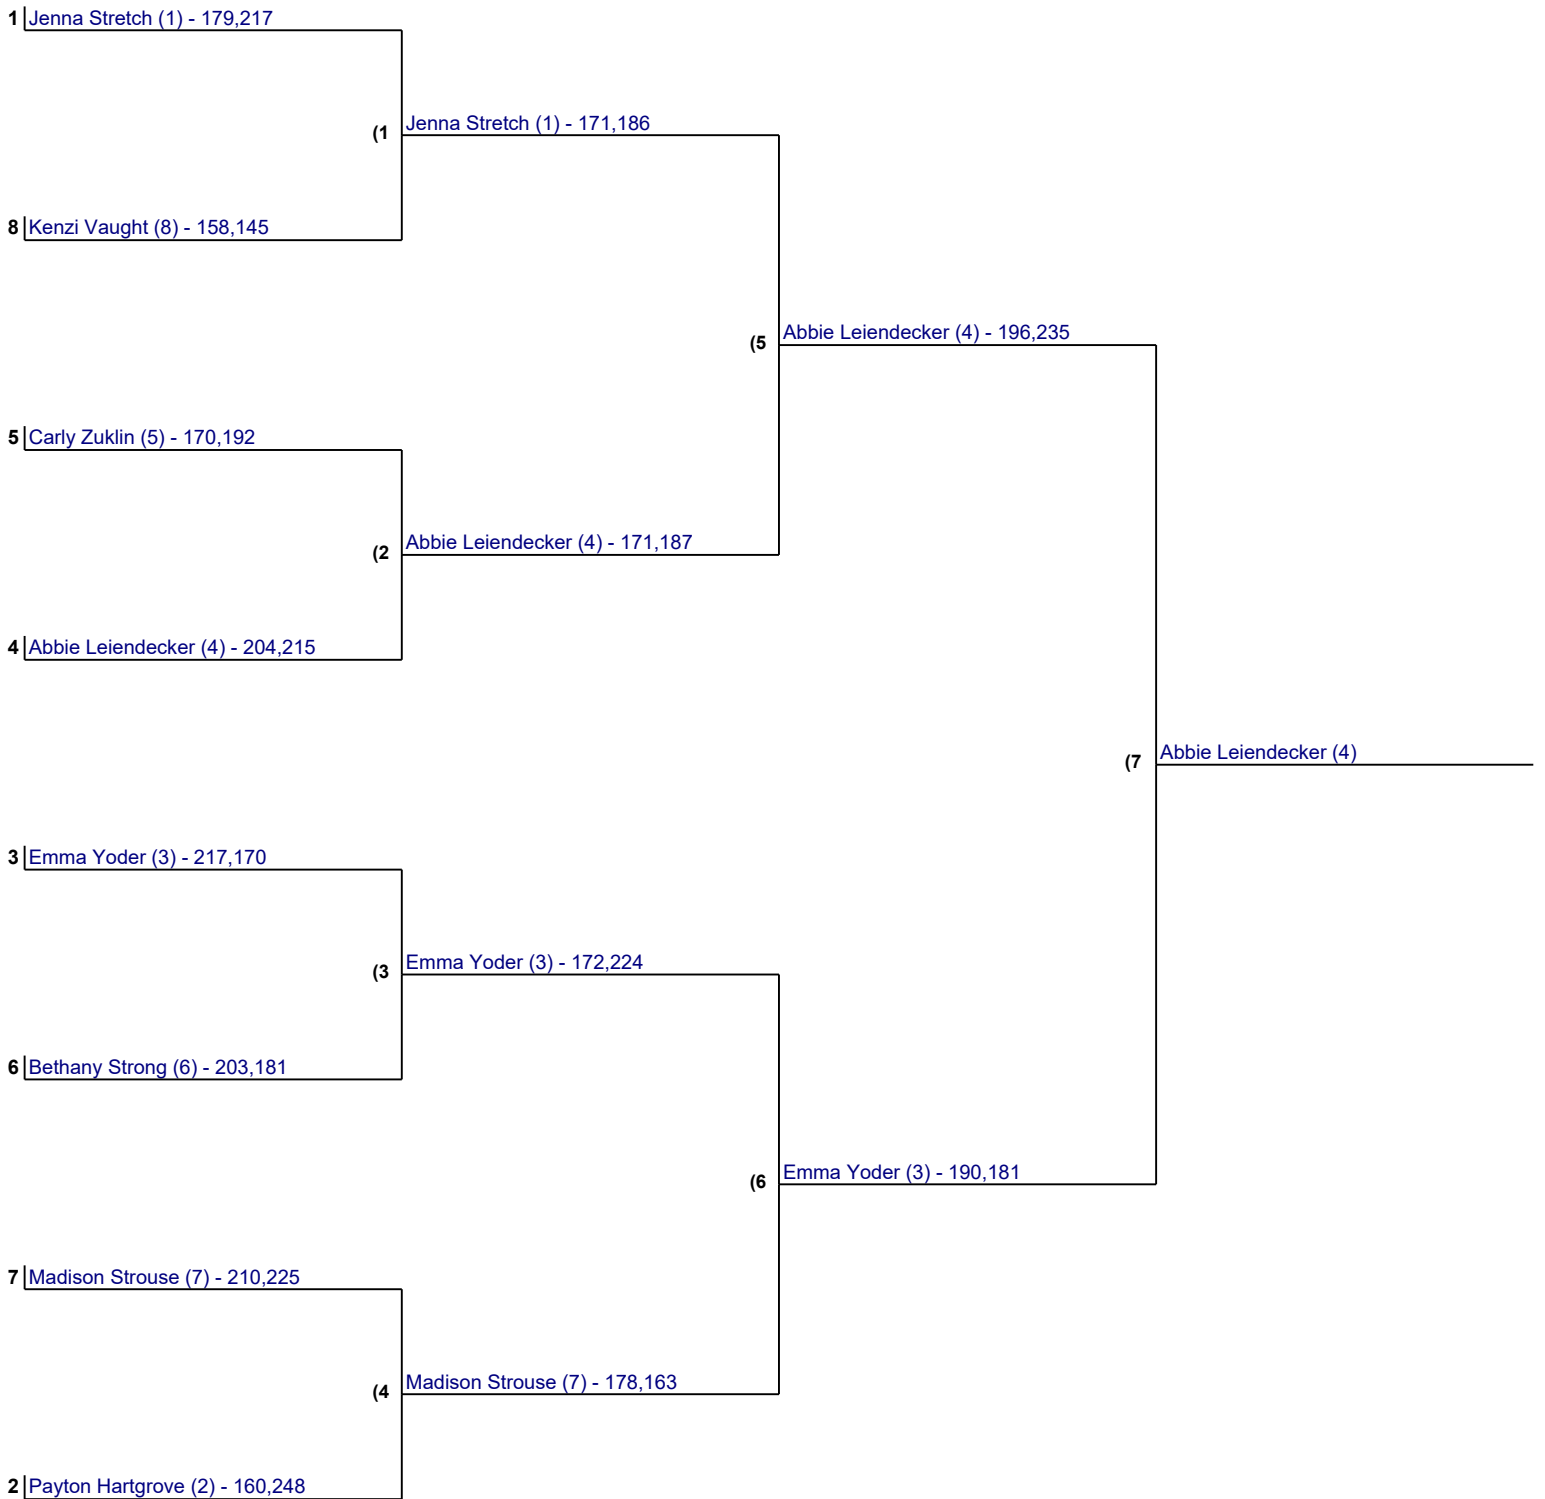 1 Jenna Stretch (1) - 179,217
(1 Jenna Stretch (1) - 171,186
8 Kenzi Vaught (8) - 158,145
(5 Abbie Leiendecker (4) - 196,235
5 Carly Zuklin (5) - 170,192
(2 Abbie Leiendecker (4) - 171,187
4 Abbie Leiendecker (4) - 204,215
(7 Abbie Leiendecker (4)
3 Emma Yoder (3) - 217,170
(3 Emma Yoder (3) - 172,224
6 Bethany Strong (6) - 203,181
(6 Emma Yoder (3) - 190,181
7 Madison Strouse (7) - 210,225
(4 Madison Strouse (7) - 178,163
2 Payton Hartgrove (2) - 160,248